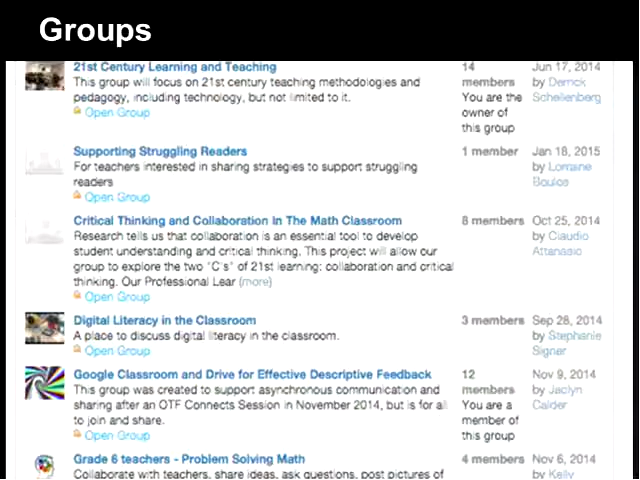 Groups
21st Century Learning and Teaching
This group will focus on 21st century teaching methodologies and
pedagogy, including technology, but not limited to it.
Open Group
14
members
You are the
owner of
this group
Jun 17, 2014
by Derrick
Schellenberg
Supporting Struggling Readers
For teachers interested in sharing strategies to support struggling
readers
Open Group
1 member
Jan 18, 2015
by Lorraine
Boulos
Critical Thinking and Collaboration In The Math Classroom
Research tells us that collaboration is an essential tool to develop
student understanding and critical thinking. This project will allow our
group to explore the two "C's" of 21st learning: collaboration and critical
thinking. Our Professional Lear (more)
Open Group
8 members
Oct 25, 2014
by Claudio
Attanasio
Digital Literacy in the Classroom
A place to discuss digital literacy in the classroom.
Open Group
3 members
Sep 28, 2014
by Stephanie
Signer
Google Classroom and Drive for Effective Descriptive Feedback
This group was created to support asynchronous communication and
sharing after an OTF Connects Session in November 2014, but is for all
to join and share.
Open Group
12
members
You are a
member of
this group
Nov 9, 2014
by Jaclyn
Calder
Grade 6 teachers - Problem Solving Math
Collaborate with teachers, share ideas, ask questions, post pictures of
4 members
Nov 6, 2014
by Kelly